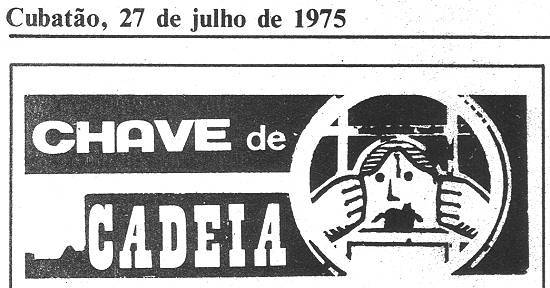 Cubatão, 27 de julho de 1975
CHAVE de
CADEIA